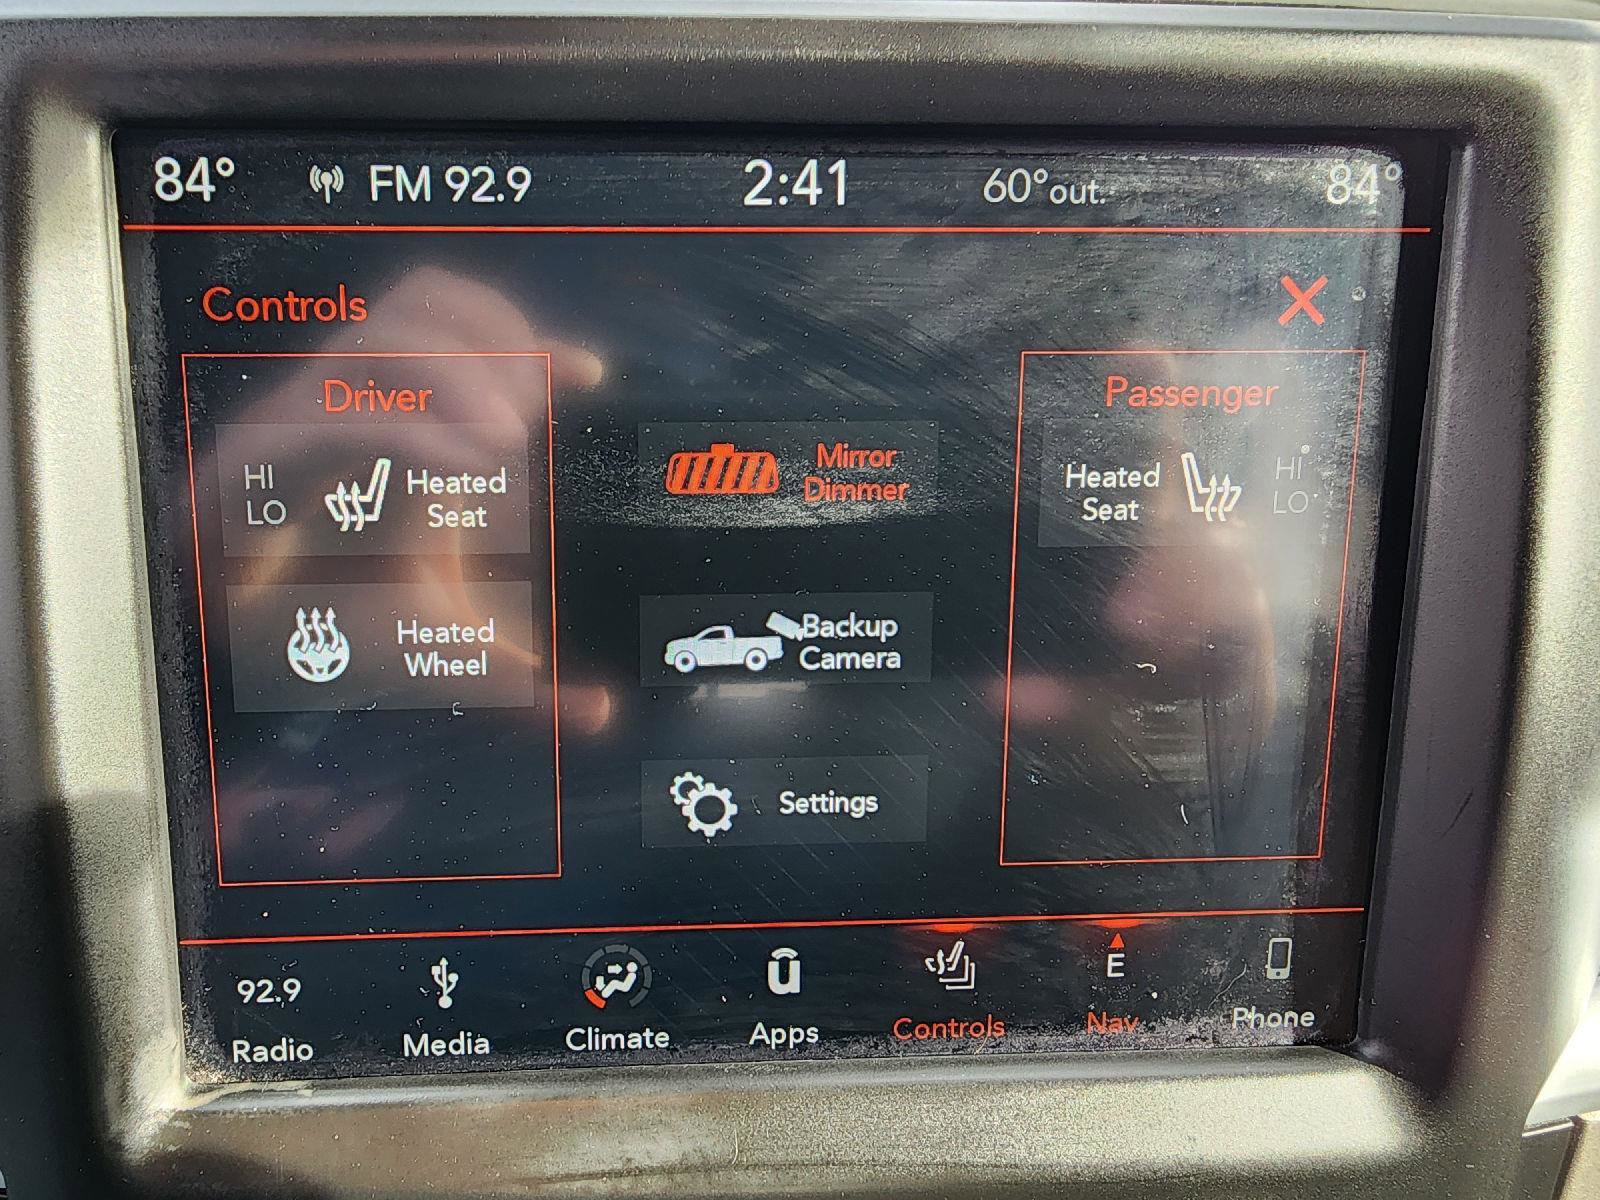 84° FM 92.9 2:41 60°out. 84°
Controls
Driver
HI
LO
Heated
Seat
Heated
Wheel
Mirror
Dimmer
Backup
Camera
Settings
Passenger
Heated
Seat
HI
LO
92.9 E
Radio Media Climate Apps Controls Nav Phone